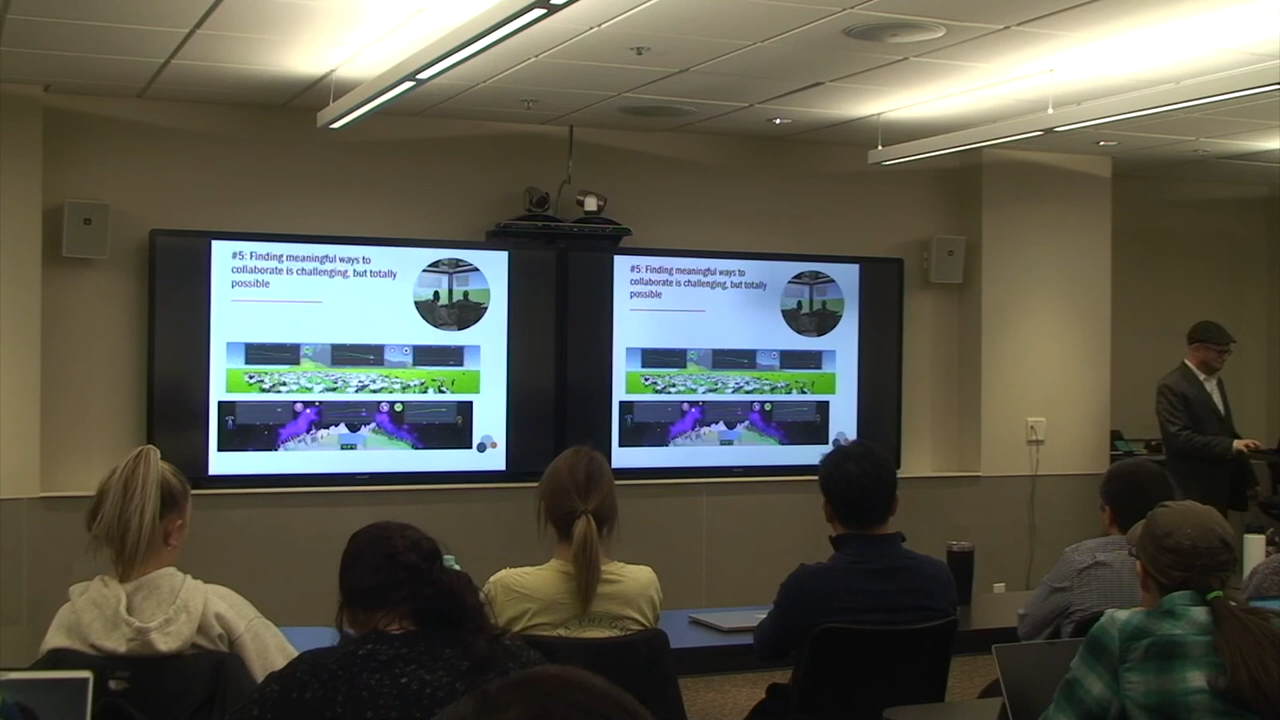 #5: Finding meaningful ways to
collaborate is challenging, but totally
possible
#5: Finding meaningful ways to
collaborate is challenging, but totally
possible